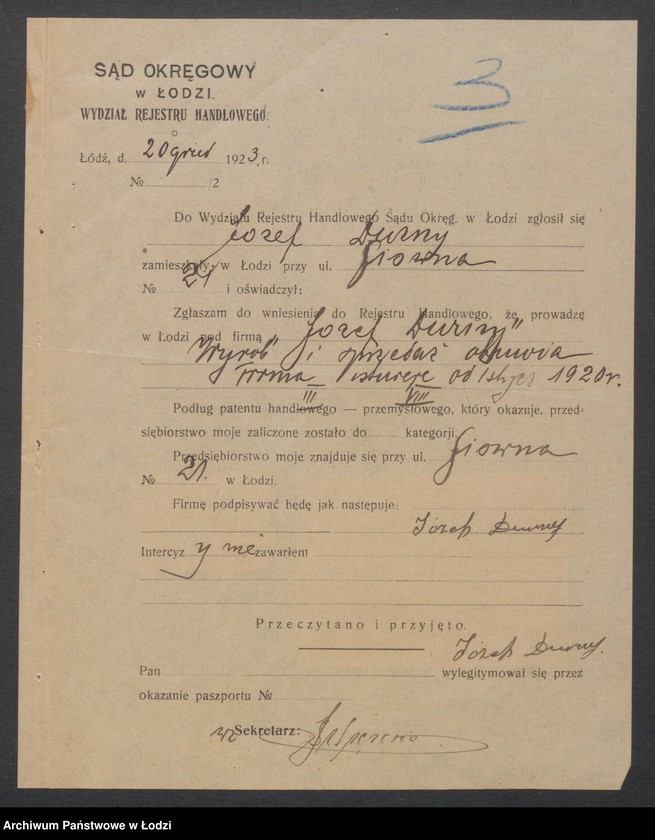 SĄD OKRĘGOWY
w ŁODZI.
WYDZIAŁ REJESTRU HANDLOWEGO.
3
Łódź, d. 20 grud 1923 r.
№ /2
Do Wydziału Rejestru Handlowego Sądu Okręg. w Łodzi zgłosił się
Józef Durny
zamieszkały w Łodzi przy ul. Głowna
№ 21 i oświadczył:
Zgłaszam do wniesienia do Rejestru Handlowego, że prowadzę
w Łodzi pod firmą „Józef Durny"
"Wyrób" i sprzedaż obuwia
firma istnieje od 1 stycz 1920 r.
III VIII
Podług patentu handlowego — przemysłowego, który okazuje, przed-
siębiorstwo moje zaliczone zostało do kategorji
Przedsiębiorstwo moje znajduje się przy ul. Głowna
№ 21. w Łodzi.
Firmę podpisywać będę jak następuje:
Józef Durny
Intercyzy nie zawarłem
Przeczytano i przyjęto.
Józef Durny.
Pan wylegitymował się przez
okazanie paszportu №
Sekretarz:
Archiwum Państwowe w Łodzi